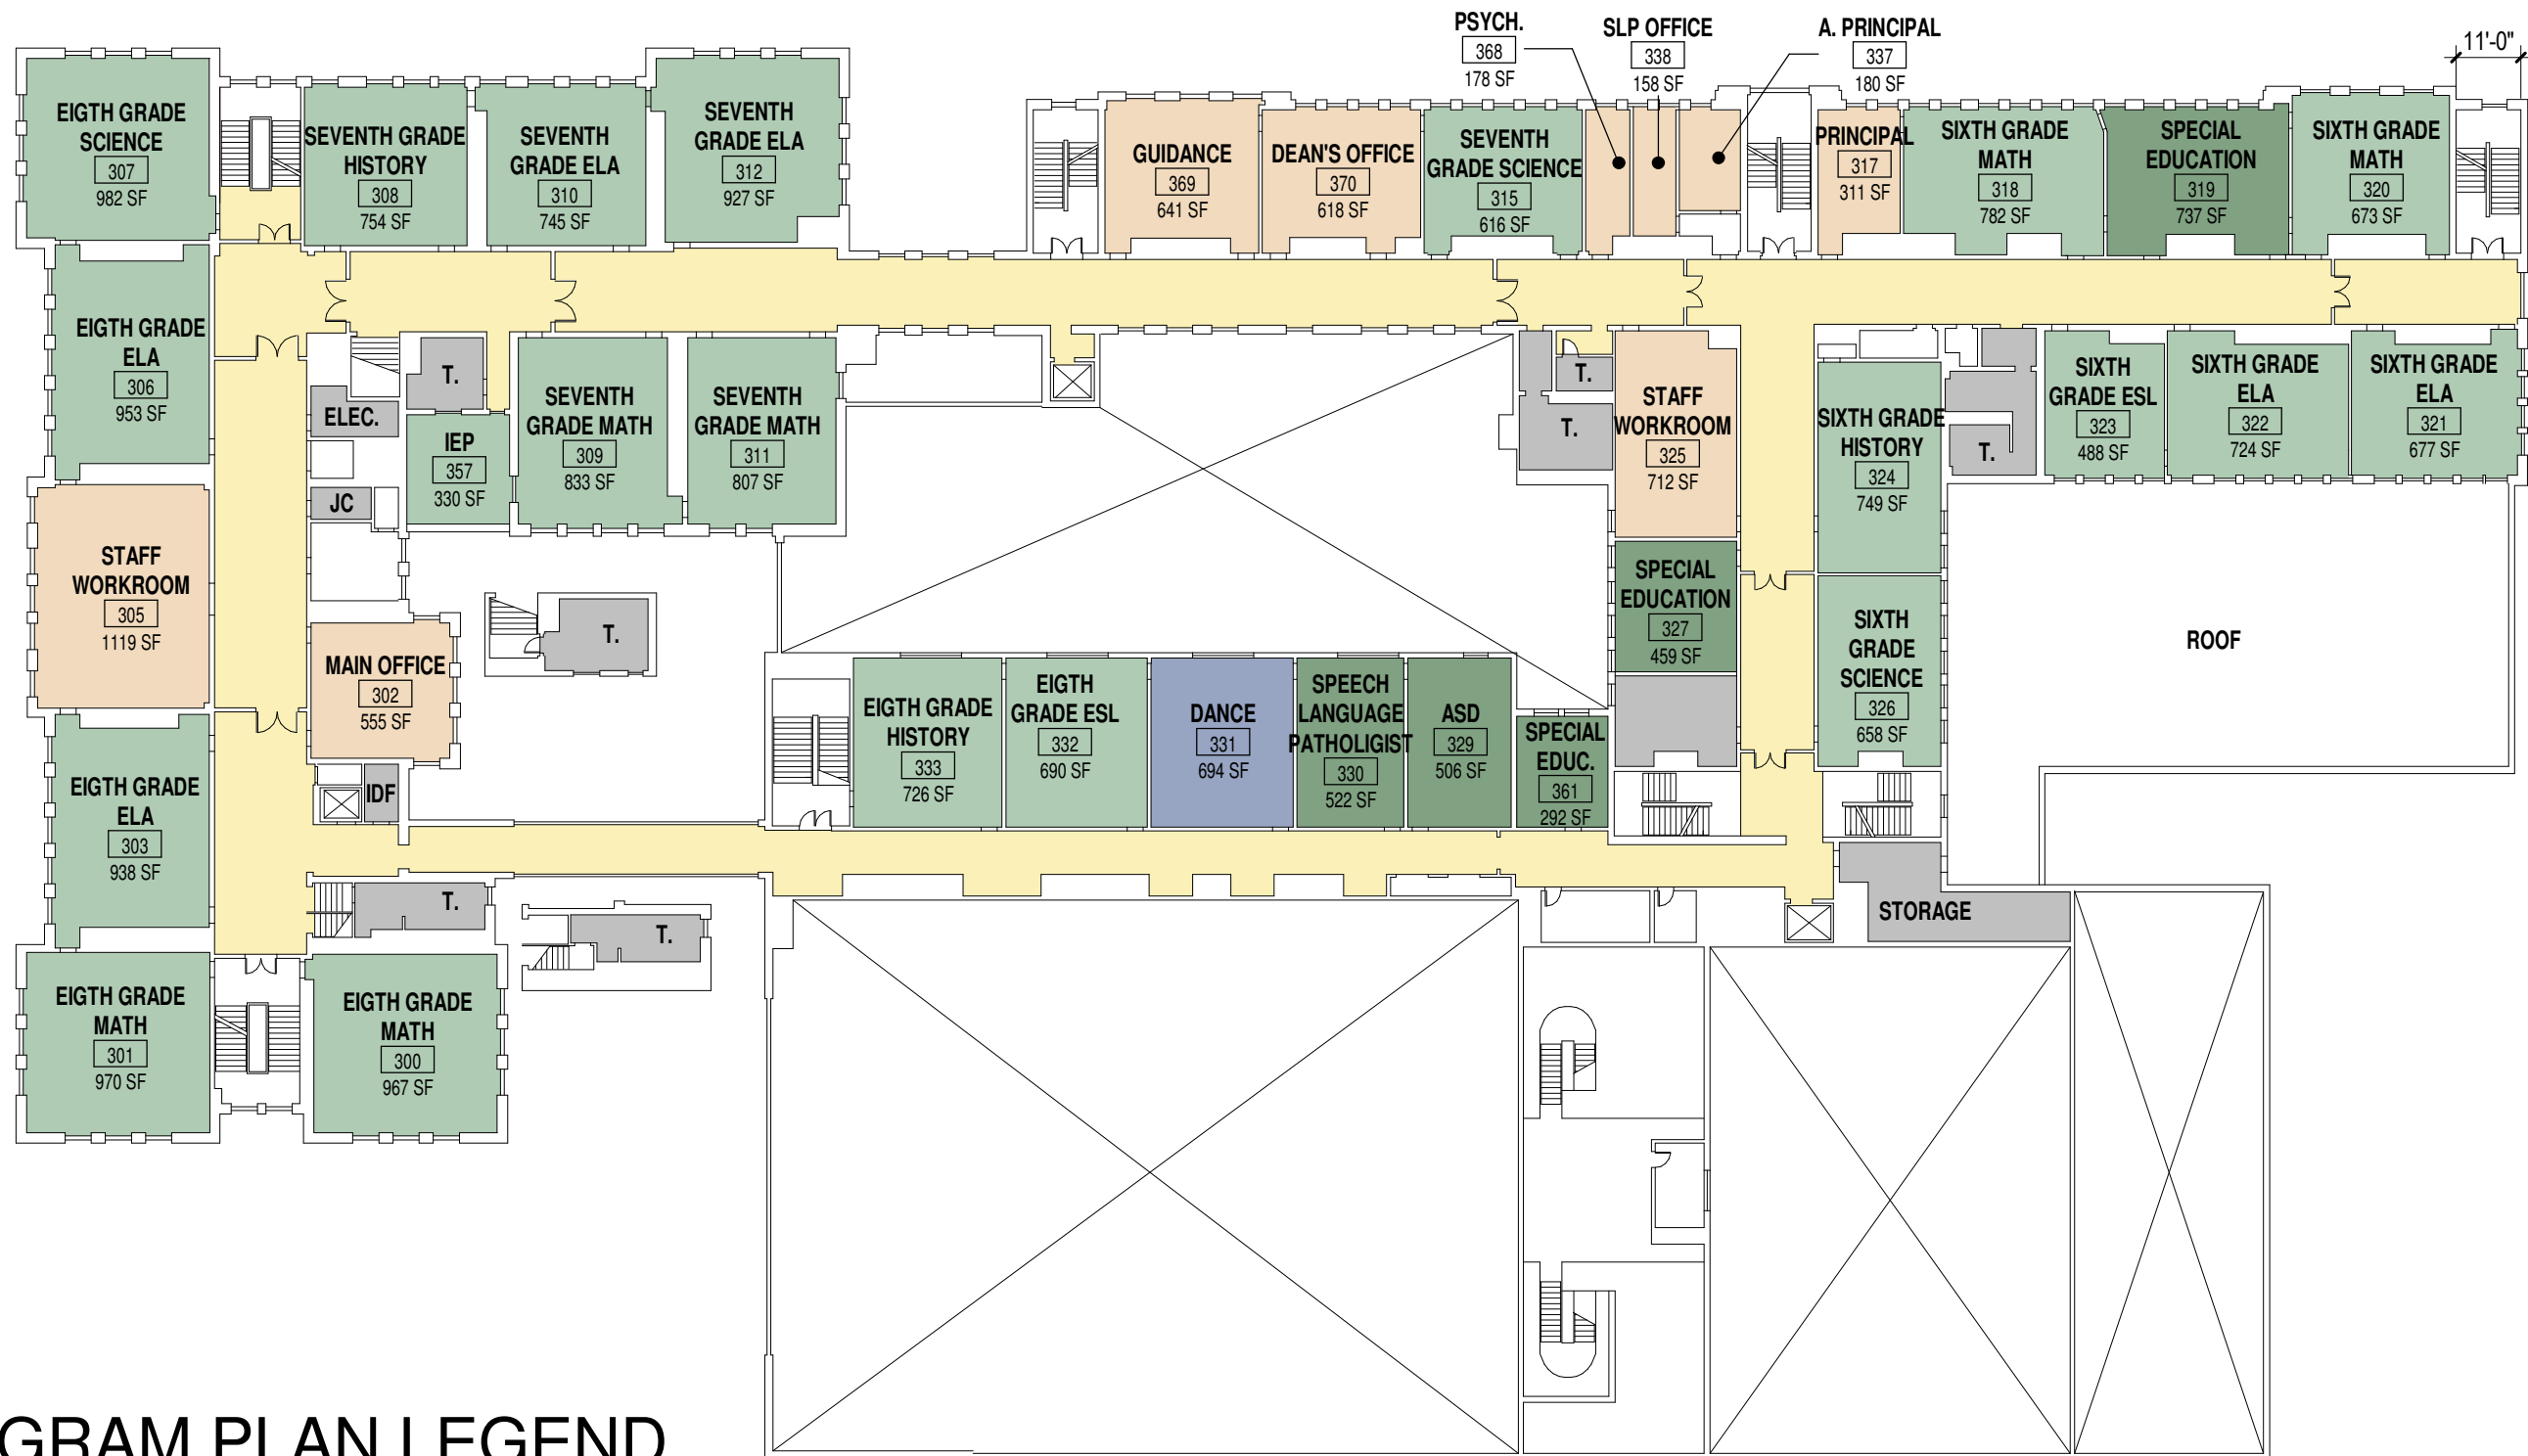 PSYCH.
368
178 SF
SLP OFFICE
338
158 SF
A. PRINCIPAL
337
180 SF
11'-0"
EIGTH GRADE
SCIENCE
307
982 SF
SEVENTH GRADE
HISTORY
308
754 SF
SEVENTH
GRADE ELA
310
745 SF
SEVENTH
GRADE ELA
312
927 SF
GUIDANCE
369
641 SF
DEAN'S OFFICE
370
618 SF
SEVENTH
GRADE SCIENCE
315
616 SF
PRINCIPAL
317
311 SF
SIXTH GRADE
MATH
318
782 SF
SPECIAL
EDUCATION
319
737 SF
SIXTH GRADE
MATH
320
673 SF
EIGTH GRADE
ELA
306
953 SF
T.
ELEC.
IEP
357
330 SF
JC
SEVENTH
GRADE MATH
309
833 SF
SEVENTH
GRADE MATH
311
807 SF
T.
T.
STAFF
WORKROOM
325
712 SF
SIXTH GRADE
HISTORY
324
749 SF
T.
SIXTH
GRADE ESL
323
488 SF
SIXTH GRADE
ELA
322
724 SF
SIXTH GRADE
ELA
321
677 SF
STAFF
WORKROOM
305
1119 SF
MAIN OFFICE
302
555 SF
T.
SPECIAL
EDUCATION
327
459 SF
SIXTH
GRADE
SCIENCE
326
658 SF
ROOF
EIGTH GRADE
HISTORY
333
726 SF
EIGTH
GRADE ESL
332
690 SF
DANCE
331
694 SF
SPEECH
LANGUAGE
PATHOLIGIST
330
522 SF
ASD
329
506 SF
SPECIAL
EDUC.
361
292 SF
EIGTH GRADE
ELA
303
938 SF
IDF
T.
T.
STORAGE
EIGTH GRADE
MATH
301
970 SF
EIGTH GRADE
MATH
300
967 SF
GRAM PLAN LEGEND